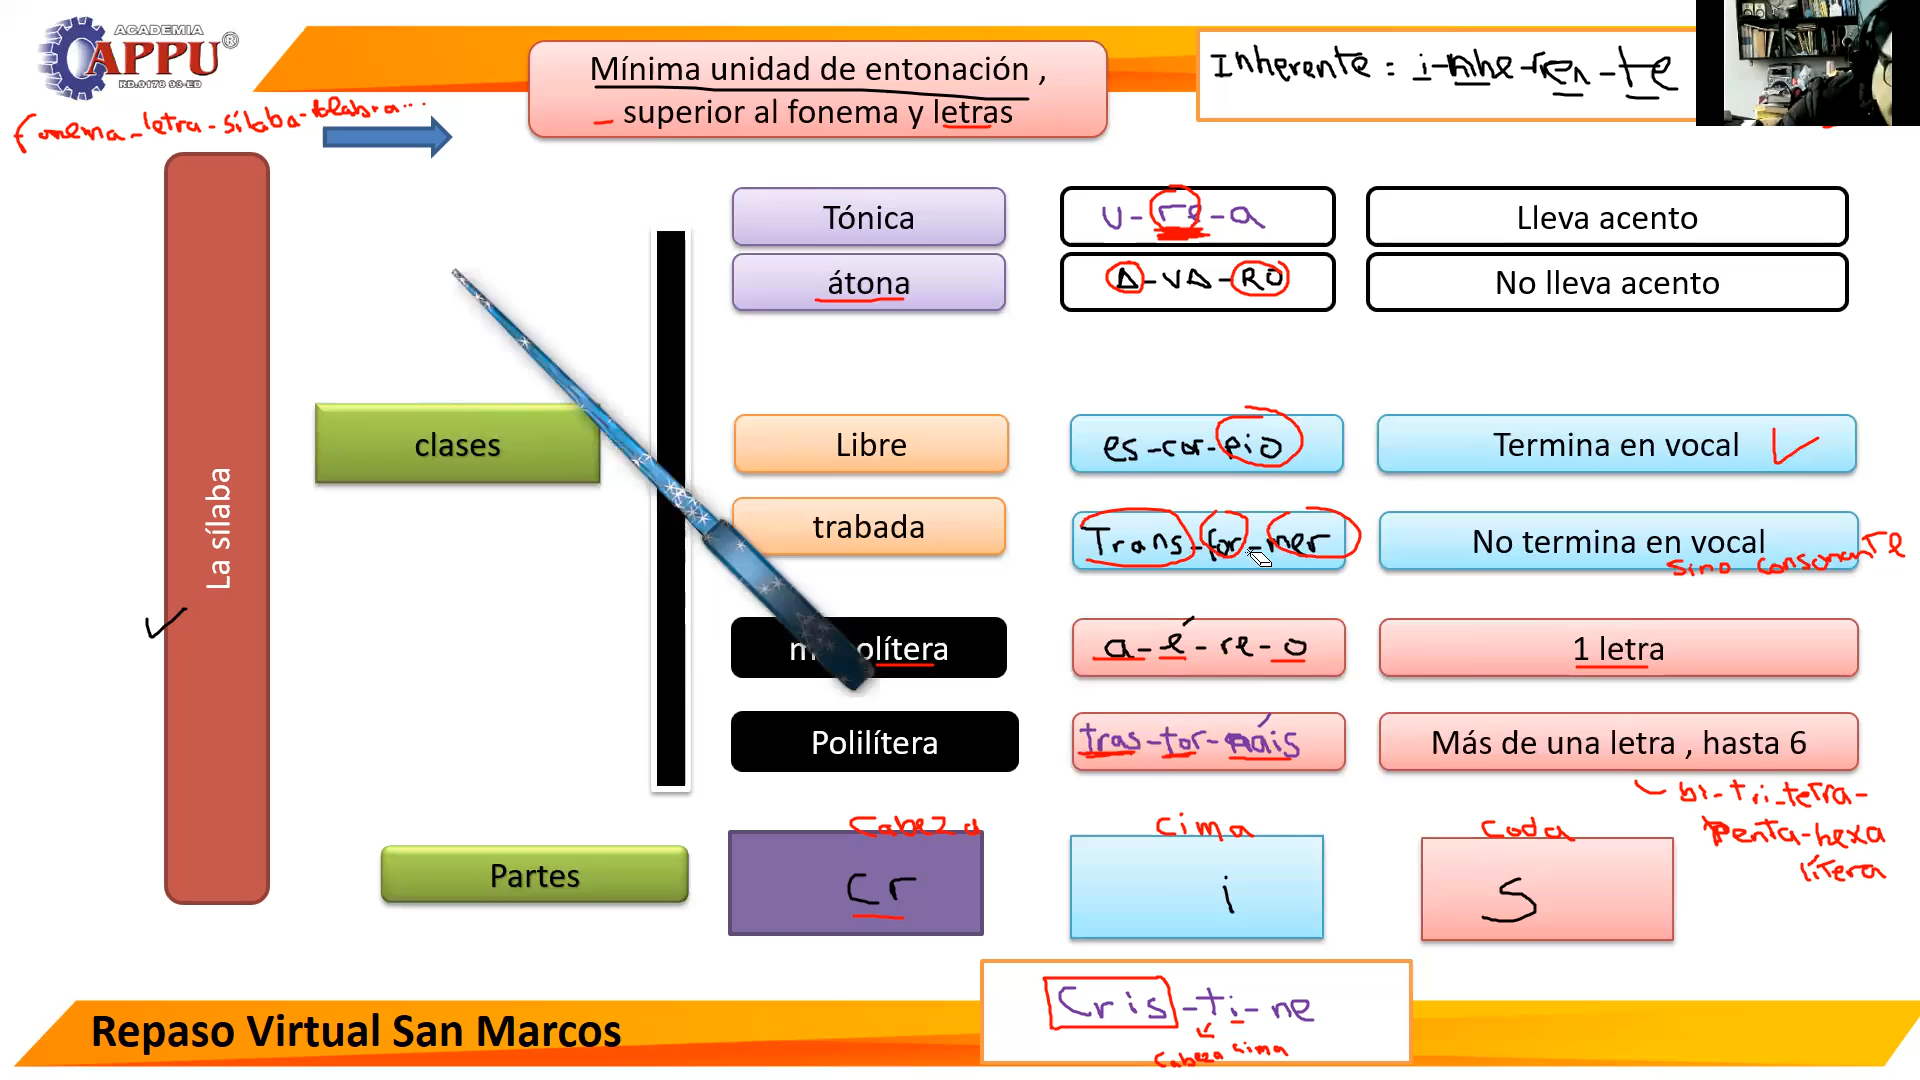 ACADEMIA
APPU®
RD.0178 93-ED
Mínima unidad de entonación ,
superior al fonema y letras
Inherente : i-nhe-ren-te
fonema-letra-sílaba-palabra...
La sílaba
clases
Tónica
u-re-a
Lleva acento
átona
A-VA-RO
No lleva acento
Libre
es-cor-pio
Termina en vocal
trabada
Trans-for-mer
No termina en vocal
sino consonante
a-é-re-o
1 letra
Polilítera
tras-tor-náis
Más de una letra , hasta 6
bi-tri-tetra-
penta-hexa
lítera
Partes
Cabeza
Cr
Cima
i
Coda
S
Cris-ti-ne
Cabeza sima
Repaso Virtual San Marcos